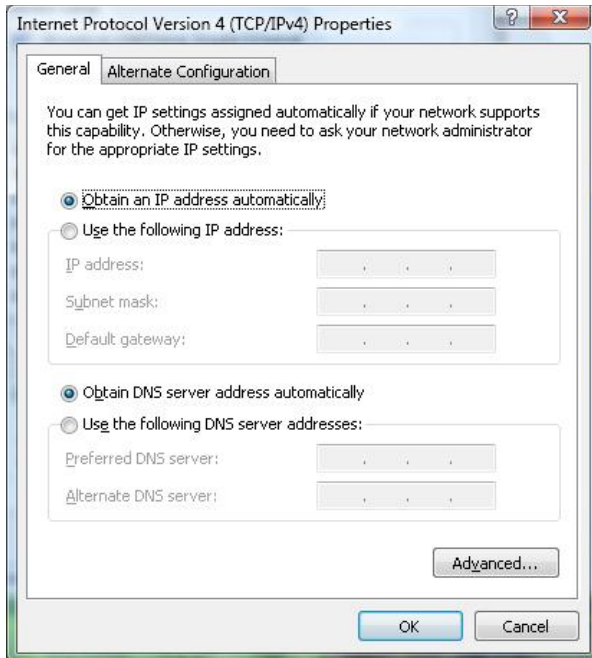 Internet Protocol Version 4 (TCP/IPv4) Properties
General
Alternate Configuration
You can get IP settings assigned automatically if your network supports
this capability. Otherwise, you need to ask your network administrator
for the appropriate IP settings.
Obtain an IP address automatically
Use the following IP address:
IP address:
Subnet mask:
Default gateway:
Obtain DNS server address automatically
Use the following DNS server addresses:
Preferred DNS server:
Alternate DNS server:
Advanced...
OK
Cancel